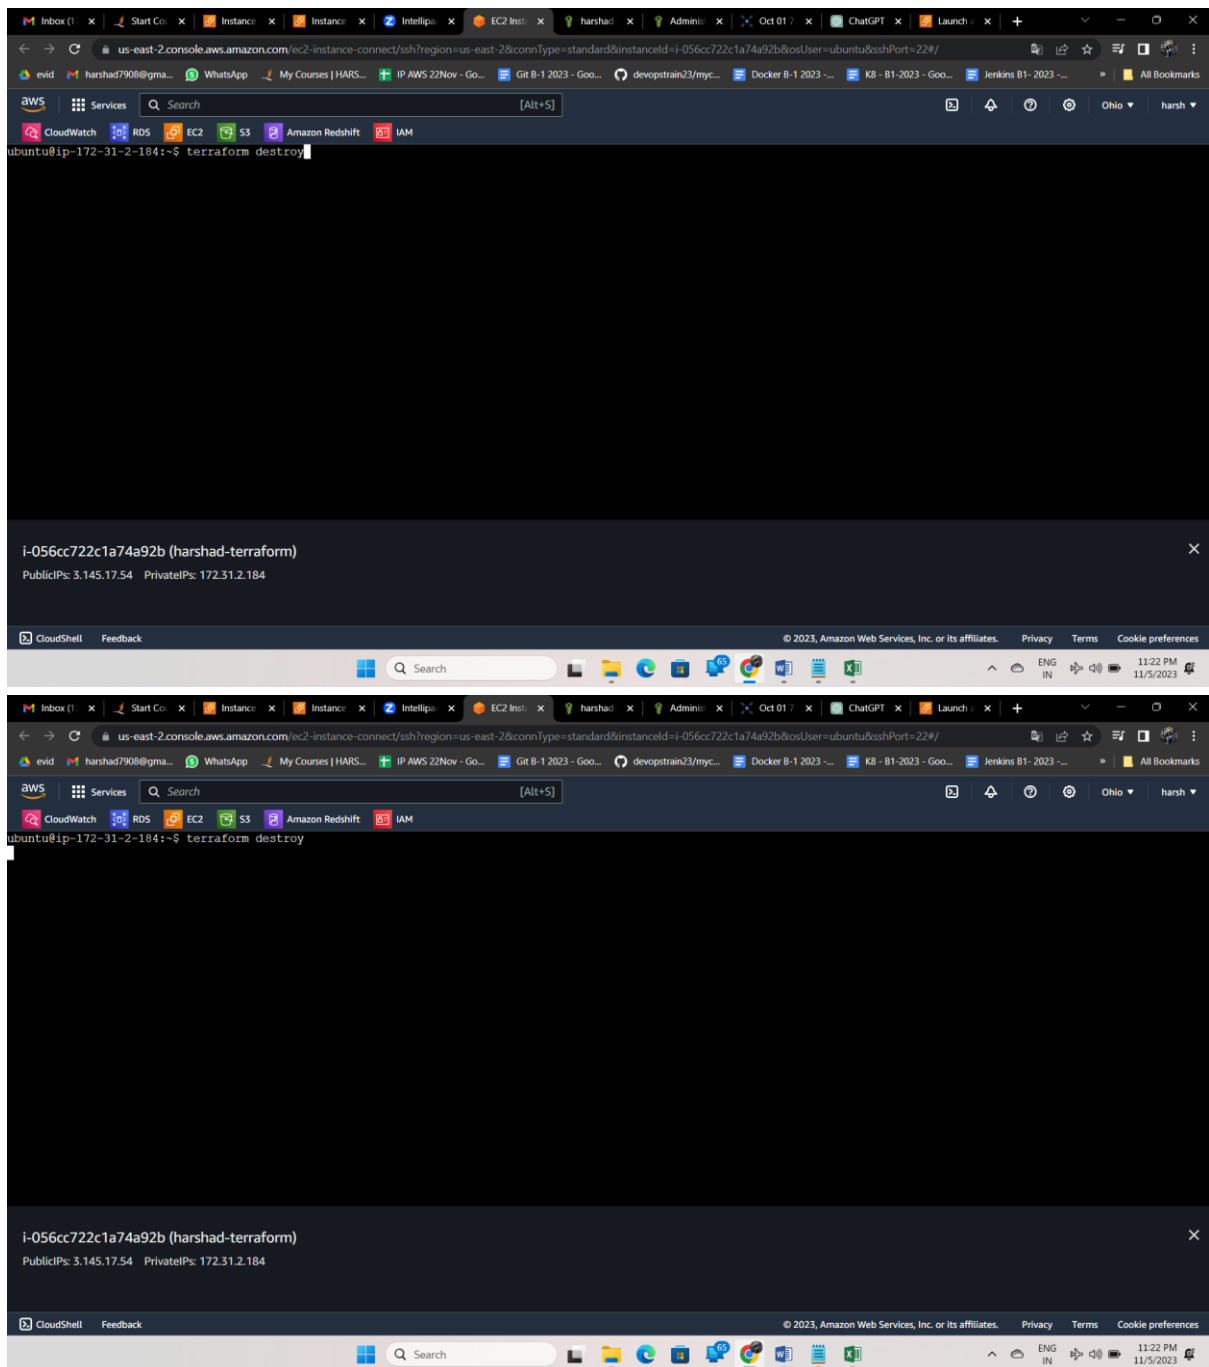 Inbox (1 Start Co Instance Instance Intellipa EC2 Inst harshad Adminis Oct 01 7 ChatGPT Launch
us-east-2.console.aws.amazon.com/ec2-instance-connect/ssh?region=us-east-2&connType=standard&instanceId=i-056cc722c1a74a92b&osUser=ubuntu&sshPort=22#/
evid harshad7908@gma... WhatsApp My Courses | HARS... IP AWS 22Nov - Go... Git B-1 2023 - Goo... devopstrain23/myc... Docker B-1 2023 -... K8 - B1-2023 - Goo... Jenkins B1- 2023 -... » All Bookmarks
aws Services Search [Alt+S] Ohio ▼ harsh ▼
CloudWatch RDS EC2 S3 Amazon Redshift IAM
ubuntu@ip-172-31-2-184:~$ terraform destroy
i-056cc722c1a74a92b (harshad-terraform)
PublicIPs: 3.145.17.54 PrivateIPs: 172.31.2.184
CloudShell Feedback © 2023, Amazon Web Services, Inc. or its affiliates. Privacy Terms Cookie preferences
Search 65 ENG IN 11:22 PM 11/5/2023
Inbox (1 Start Co Instance Instance Intellipa EC2 Inst harshad Adminis Oct 01 7 ChatGPT Launch
us-east-2.console.aws.amazon.com/ec2-instance-connect/ssh?region=us-east-2&connType=standard&instanceId=i-056cc722c1a74a92b&osUser=ubuntu&sshPort=22#/
evid harshad7908@gma... WhatsApp My Courses | HARS... IP AWS 22Nov - Go... Git B-1 2023 - Goo... devopstrain23/myc... Docker B-1 2023 -... K8 - B1-2023 - Goo... Jenkins B1- 2023 -... » All Bookmarks
aws Services Search [Alt+S] Ohio ▼ harsh ▼
CloudWatch RDS EC2 S3 Amazon Redshift IAM
ubuntu@ip-172-31-2-184:~$ terraform destroy
i-056cc722c1a74a92b (harshad-terraform)
PublicIPs: 3.145.17.54 PrivateIPs: 172.31.2.184
CloudShell Feedback © 2023, Amazon Web Services, Inc. or its affiliates. Privacy Terms Cookie preferences
Search 65 ENG IN 11:22 PM 11/5/2023